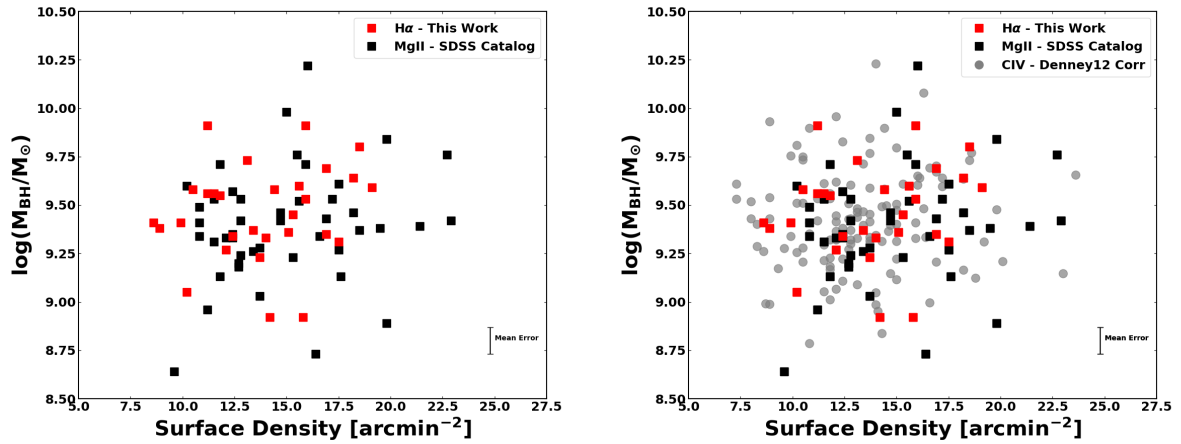 10.50
10.25
10.00
9.75
9.50
9.25
9.00
8.75
8.50
log(M_BH/M_⊙)
Hα - This Work
MgII - SDSS Catalog
Mean Error
5.0 7.5 10.0 12.5 15.0 17.5 20.0 22.5 25.0 27.5
Surface Density [arcmin⁻²]
10.50
10.25
10.00
9.75
9.50
9.25
9.00
8.75
8.50
log(M_BH/M_⊙)
Hα - This Work
MgII - SDSS Catalog
CIV - Denney12 Corr
Mean Error
5.0 7.5 10.0 12.5 15.0 17.5 20.0 22.5 25.0 27.5
Surface Density [arcmin⁻²]